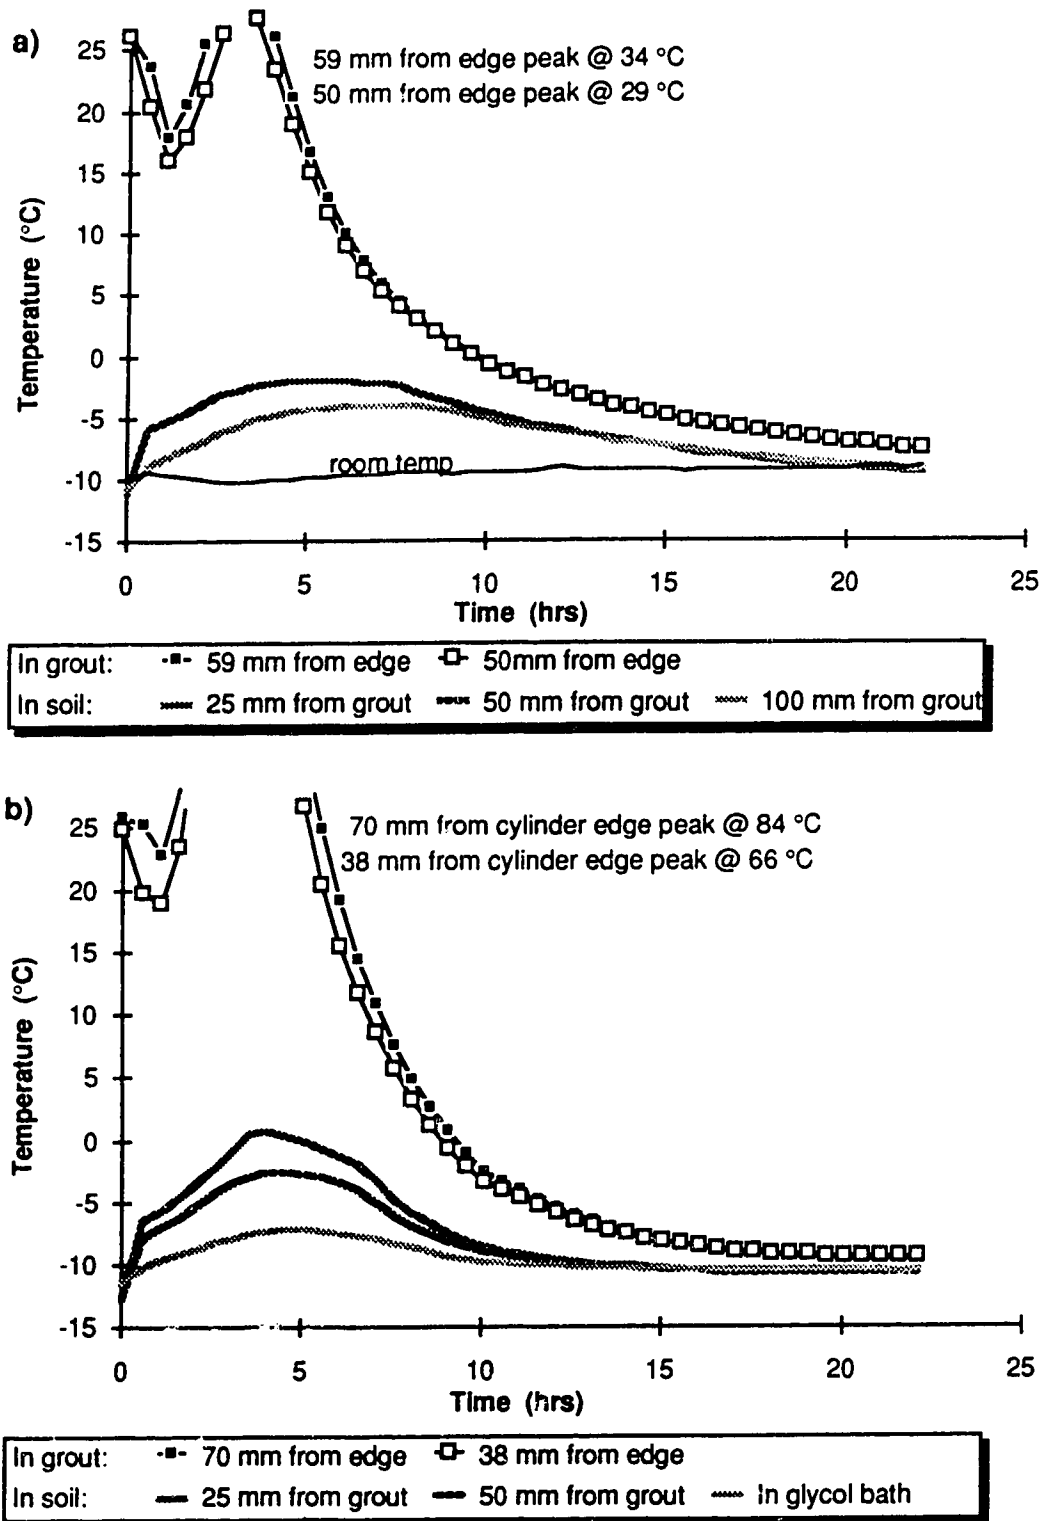 a)
59 mm from edge peak @ 34 °C
50 mm from edge peak @ 29 °C
25
20
15
10
5
0
-5
-10
-15
Temperature (°C)
room temp
0 5 10 15 20 25
Time (hrs)
In grout: 59 mm from edge 50mm from edge
In soil: 25 mm from grout 50 mm from grout 100 mm from grout
b)
70 mm from cylinder edge peak @ 84 °C
38 mm from cylinder edge peak @ 66 °C
25
20
15
10
5
0
-5
-10
-15
Temperature (°C)
0 5 10 15 20 25
Time (hrs)
In grout: 70 mm from edge 38 mm from edge
In soil: 25 mm from grout 50 mm from grout In glycol bath